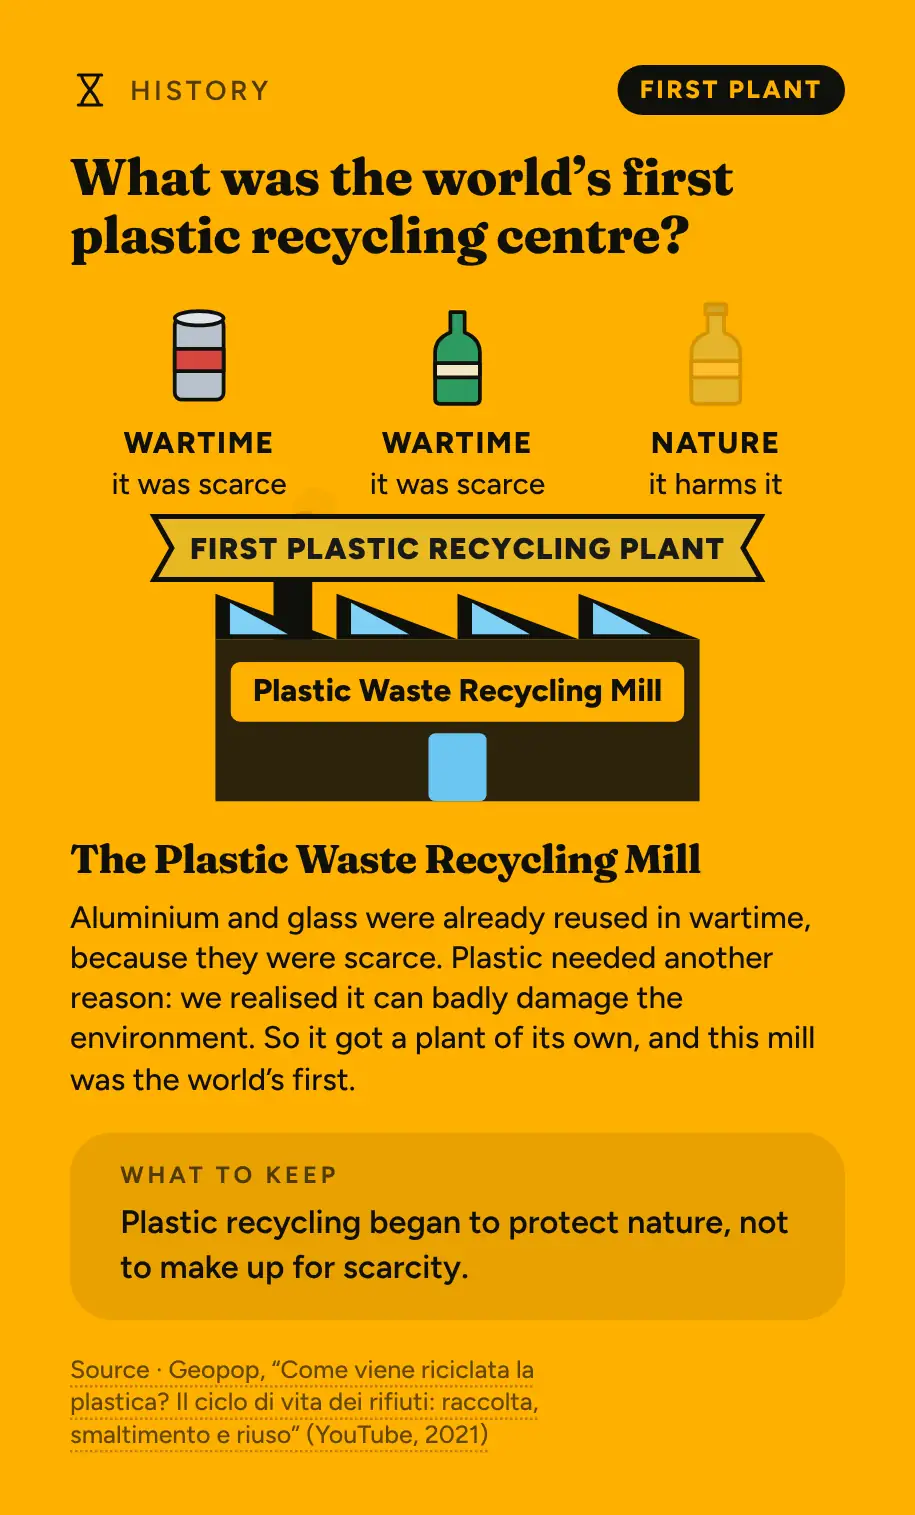 HISTORY
FIRST PLANT
What was the world’s first
plastic recycling centre?
WARTIME
it was scarce
WARTIME
it was scarce
NATURE
it harms it
FIRST PLASTIC RECYCLING PLANT
Plastic Waste Recycling Mill
The Plastic Waste Recycling Mill
Aluminium and glass were already reused in wartime,
because they were scarce. Plastic needed another
reason: we realised it can badly damage the
environment. So it got a plant of its own, and this mill
was the world’s first.
WHAT TO KEEP
Plastic recycling began to protect nature, not
to make up for scarcity.
Source · Geopop, “Come viene riciclata la
plastica? Il ciclo di vita dei rifiuti: raccolta,
smaltimento e riuso” (YouTube, 2021)